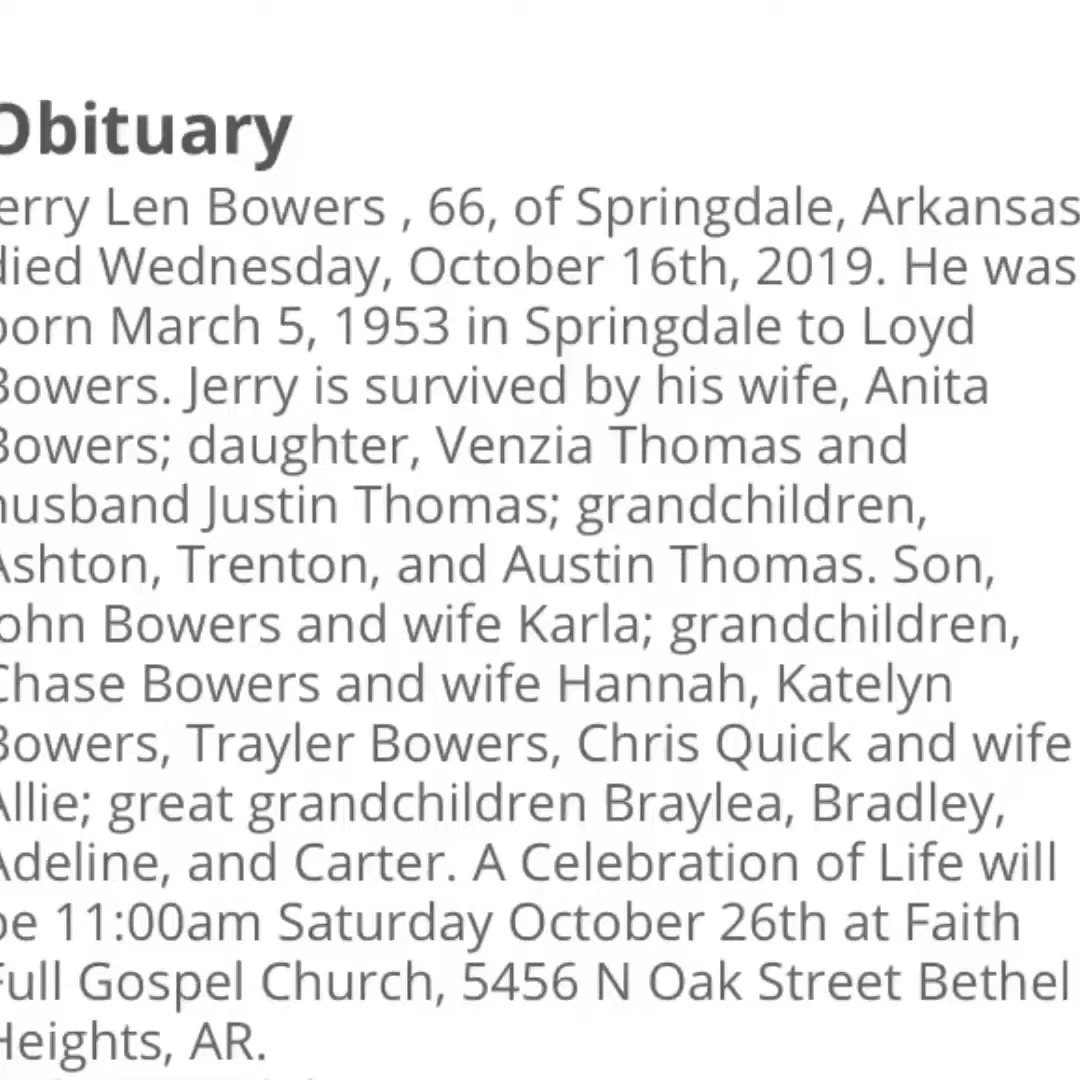 Obituary
Jerry Len Bowers , 66, of Springdale, Arkansas
died Wednesday, October 16th, 2019. He was
born March 5, 1953 in Springdale to Loyd
Bowers. Jerry is survived by his wife, Anita
Bowers; daughter, Venzia Thomas and
husband Justin Thomas; grandchildren,
Ashton, Trenton, and Austin Thomas. Son,
John Bowers and wife Karla; grandchildren,
Chase Bowers and wife Hannah, Katelyn
Bowers, Trayler Bowers, Chris Quick and wife
Allie; great grandchildren Braylea, Bradley,
Adeline, and Carter. A Celebration of Life will
be 11:00am Saturday October 26th at Faith
Full Gospel Church, 5456 N Oak Street Bethel
Heights, AR.